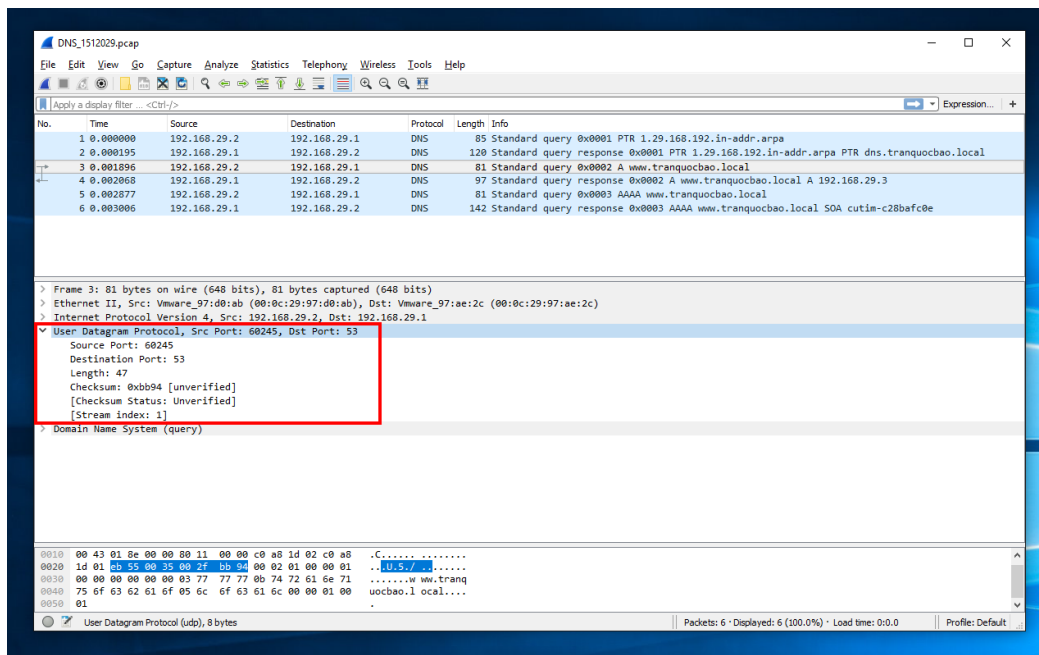 DNS_1512029.pcap
File Edit View Go Capture Analyze Statistics Telephony Wireless Tools Help
Apply a display filter ... <Ctrl-/> Expression... +
No. Time Source Destination Protocol Length Info
1 0.000000 192.168.29.2 192.168.29.1 DNS 85 Standard query 0x0001 PTR 1.29.168.192.in-addr.arpa
2 0.000195 192.168.29.1 192.168.29.2 DNS 120 Standard query response 0x0001 PTR 1.29.168.192.in-addr.arpa PTR dns.tranquocbao.local
3 0.001896 192.168.29.2 192.168.29.1 DNS 81 Standard query 0x0002 A www.tranquocbao.local
4 0.002068 192.168.29.1 192.168.29.2 DNS 97 Standard query response 0x0002 A www.tranquocbao.local A 192.168.29.3
5 0.002877 192.168.29.2 192.168.29.1 DNS 81 Standard query 0x0003 AAAA www.tranquocbao.local
6 0.003006 192.168.29.1 192.168.29.2 DNS 142 Standard query response 0x0003 AAAA www.tranquocbao.local SOA cutim-c28bafc0e
> Frame 3: 81 bytes on wire (648 bits), 81 bytes captured (648 bits)
> Ethernet II, Src: Vmware_97:d0:ab (00:0c:29:97:d0:ab), Dst: Vmware_97:ae:2c (00:0c:29:97:ae:2c)
> Internet Protocol Version 4, Src: 192.168.29.2, Dst: 192.168.29.1
User Datagram Protocol, Src Port: 60245, Dst Port: 53
Source Port: 60245
Destination Port: 53
Length: 47
Checksum: 0xbb94 [unverified]
[Checksum Status: Unverified]
[Stream index: 1]
> Domain Name System (query)
0010 00 43 01 8e 00 00 80 11 00 00 c0 a8 1d 02 c0 a8 .C...... ........
0020 1d 01 eb 55 00 35 00 2f bb 94 00 02 01 00 00 01 ...U.5./ ........
0030 00 00 00 00 00 00 03 77 77 77 0b 74 72 61 6e 71 .......w ww.tranq
0040 75 6f 63 62 61 6f 05 6c 6f 63 61 6c 00 00 01 00 uocbao.l ocal....
0050 01 .
User Datagram Protocol (udp), 8 bytes Packets: 6 · Displayed: 6 (100.0%) · Load time: 0:0.0 Profile: Default